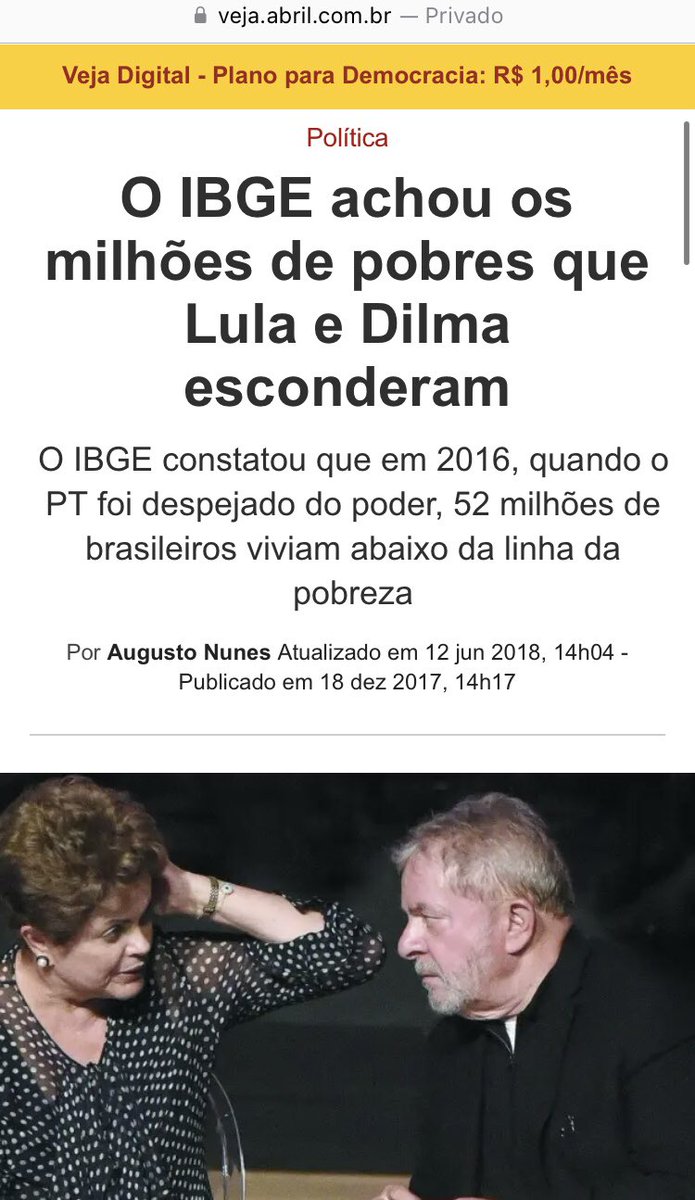 veja.abril.com.br — Privado
Veja Digital - Plano para Democracia: R$ 1,00/mês
Política
O IBGE achou os
milhões de pobres que
Lula e Dilma
esconderam
O IBGE constatou que em 2016, quando o
PT foi despejado do poder, 52 milhões de
brasileiros viviam abaixo da linha da
pobreza
Por Augusto Nunes Atualizado em 12 jun 2018, 14h04 -
Publicado em 18 dez 2017, 14h17